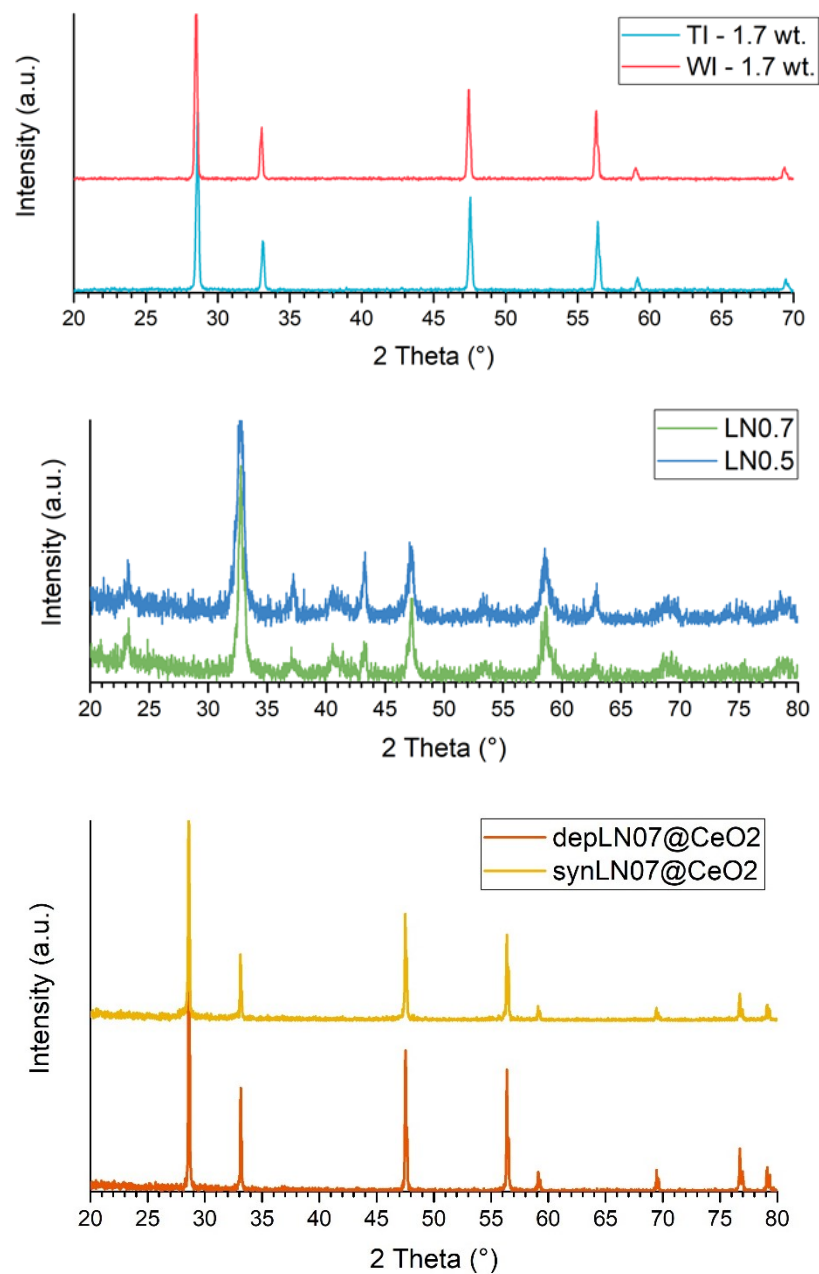 TI - 1.7 wt.
WI - 1.7 wt.
Intensity (a.u.)
20 25 30 35 40 45 50 55 60 65 70
2 Theta (°)
LN0.7
LN0.5
Intensity (a.u.)
20 25 30 35 40 45 50 55 60 65 70 75 80
2 Theta (°)
depLN07@CeO2
synLN07@CeO2
Intensity (a.u.)
20 25 30 35 40 45 50 55 60 65 70 75 80
2 Theta (°)